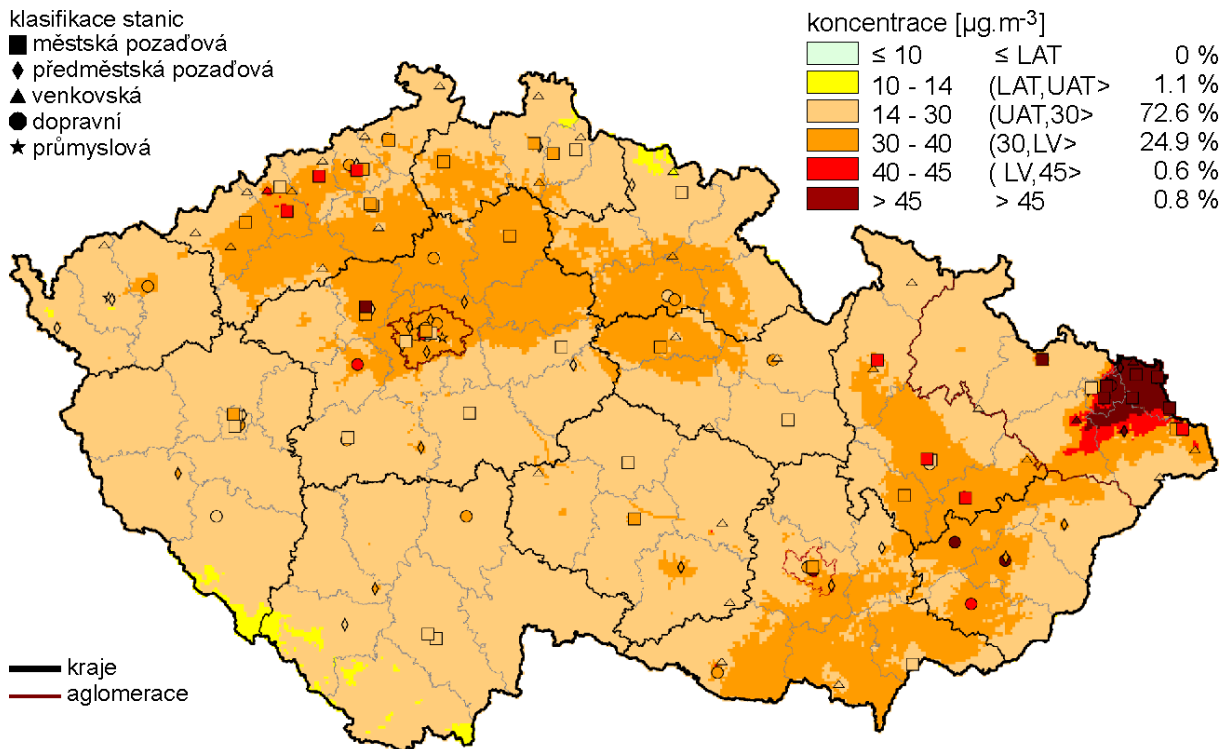 klasifikace stanic
městská pozaďová
předměstská pozaďová
venkovská
dopravní
průmyslová
koncentrace [µg.m⁻³]
≤ 10 ≤ LAT 0 %
10 - 14 (LAT,UAT> 1.1 %
14 - 30 (UAT,30> 72.6 %
30 - 40 (30,LV> 24.9 %
40 - 45 ( LV,45> 0.6 %
> 45 > 45 0.8 %
kraje
aglomerace